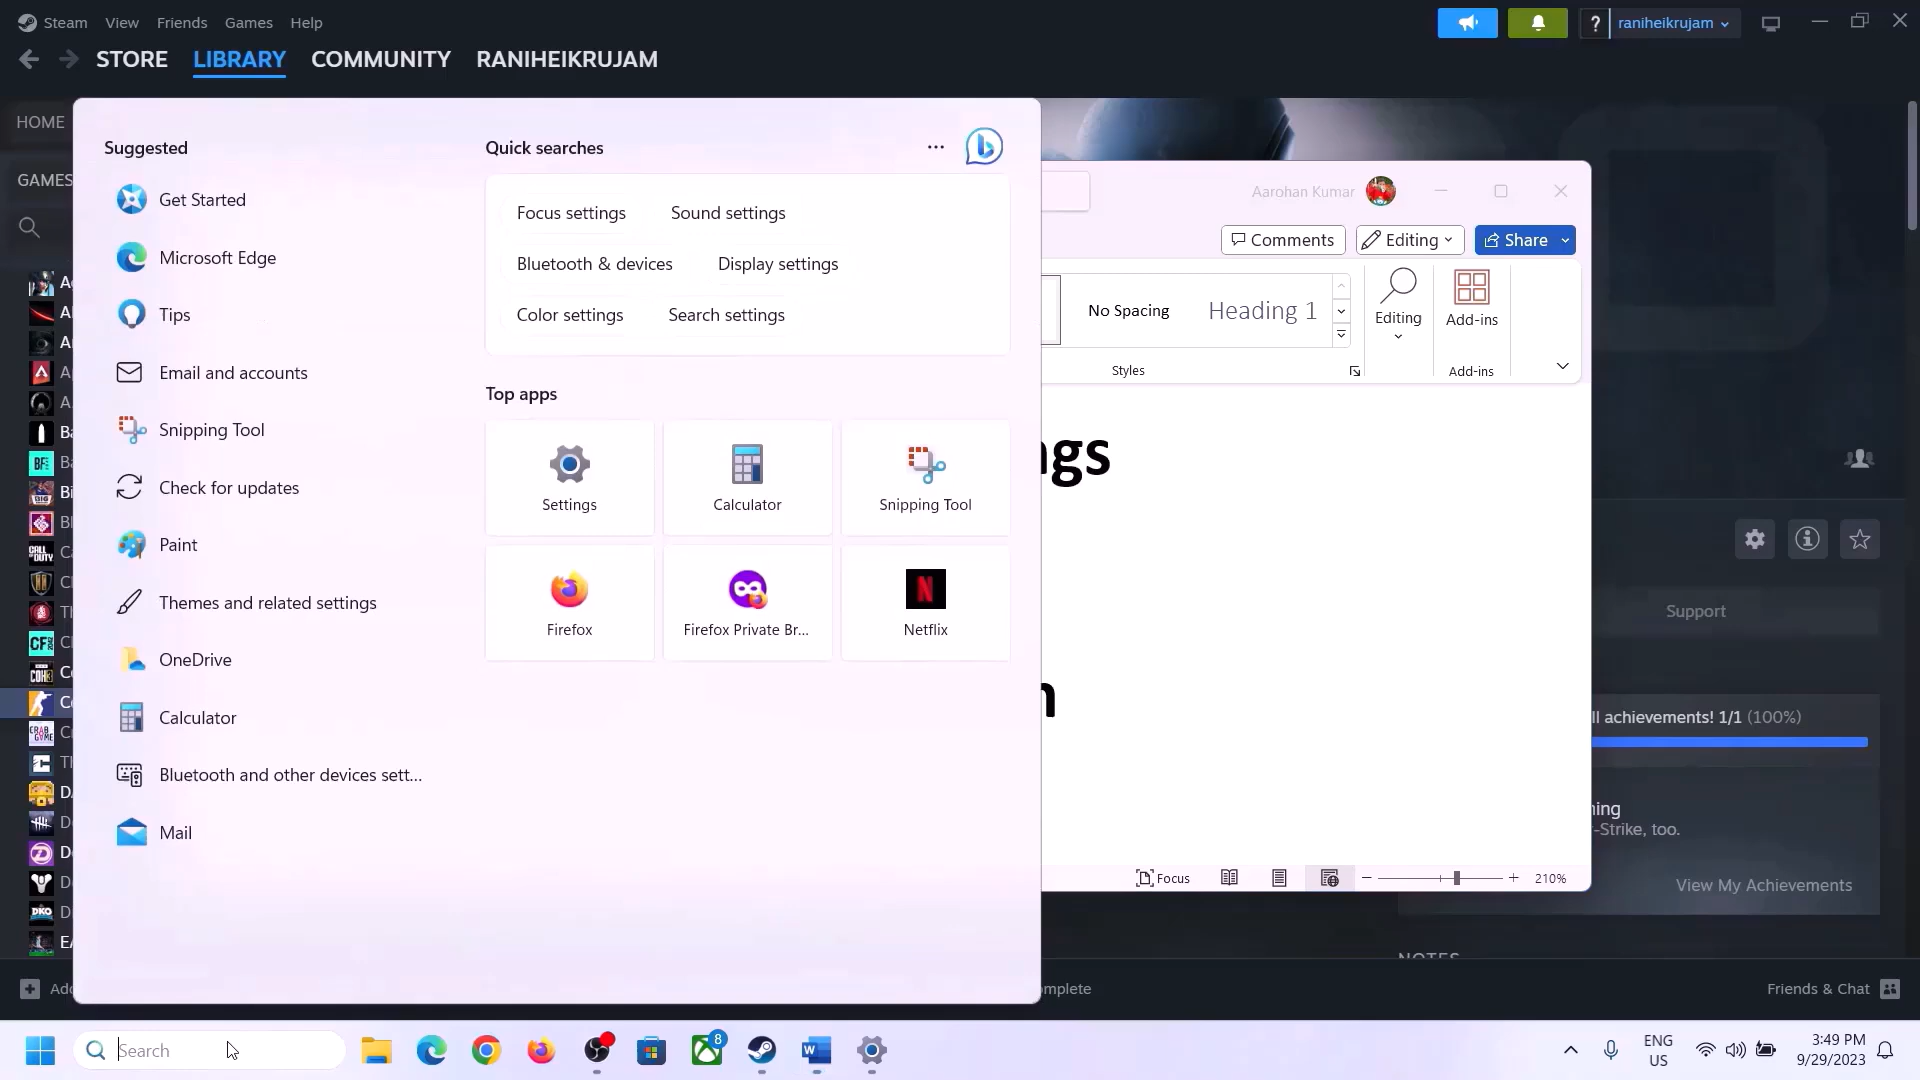 Steam View Friends Games Help
? raniheikrujam
STORE LIBRARY COMMUNITY RANIHEIKRUJAM
HOME
GAMES
Suggested
Get Started
Microsoft Edge
Tips
Email and accounts
Snipping Tool
Check for updates
Paint
Themes and related settings
OneDrive
Calculator
Bluetooth and other devices sett...
Mail
Quick searches ...
Focus settings Sound settings
Bluetooth & devices Display settings
Color settings Search settings
Top apps
Settings Calculator Snipping Tool
Firefox Firefox Private Br... Netflix
Aarohan Kumar
Comments Editing Share
No Spacing Heading 1
Editing
Add-ins
Styles Add-ins
ngs
n
Focus
210%
Support
ll achievements! 1/1 (100%)
-Strike, too.
View My Achievements
mplete
Friends & Chat
Search
8
ENG
US
3:49 PM
9/29/2023